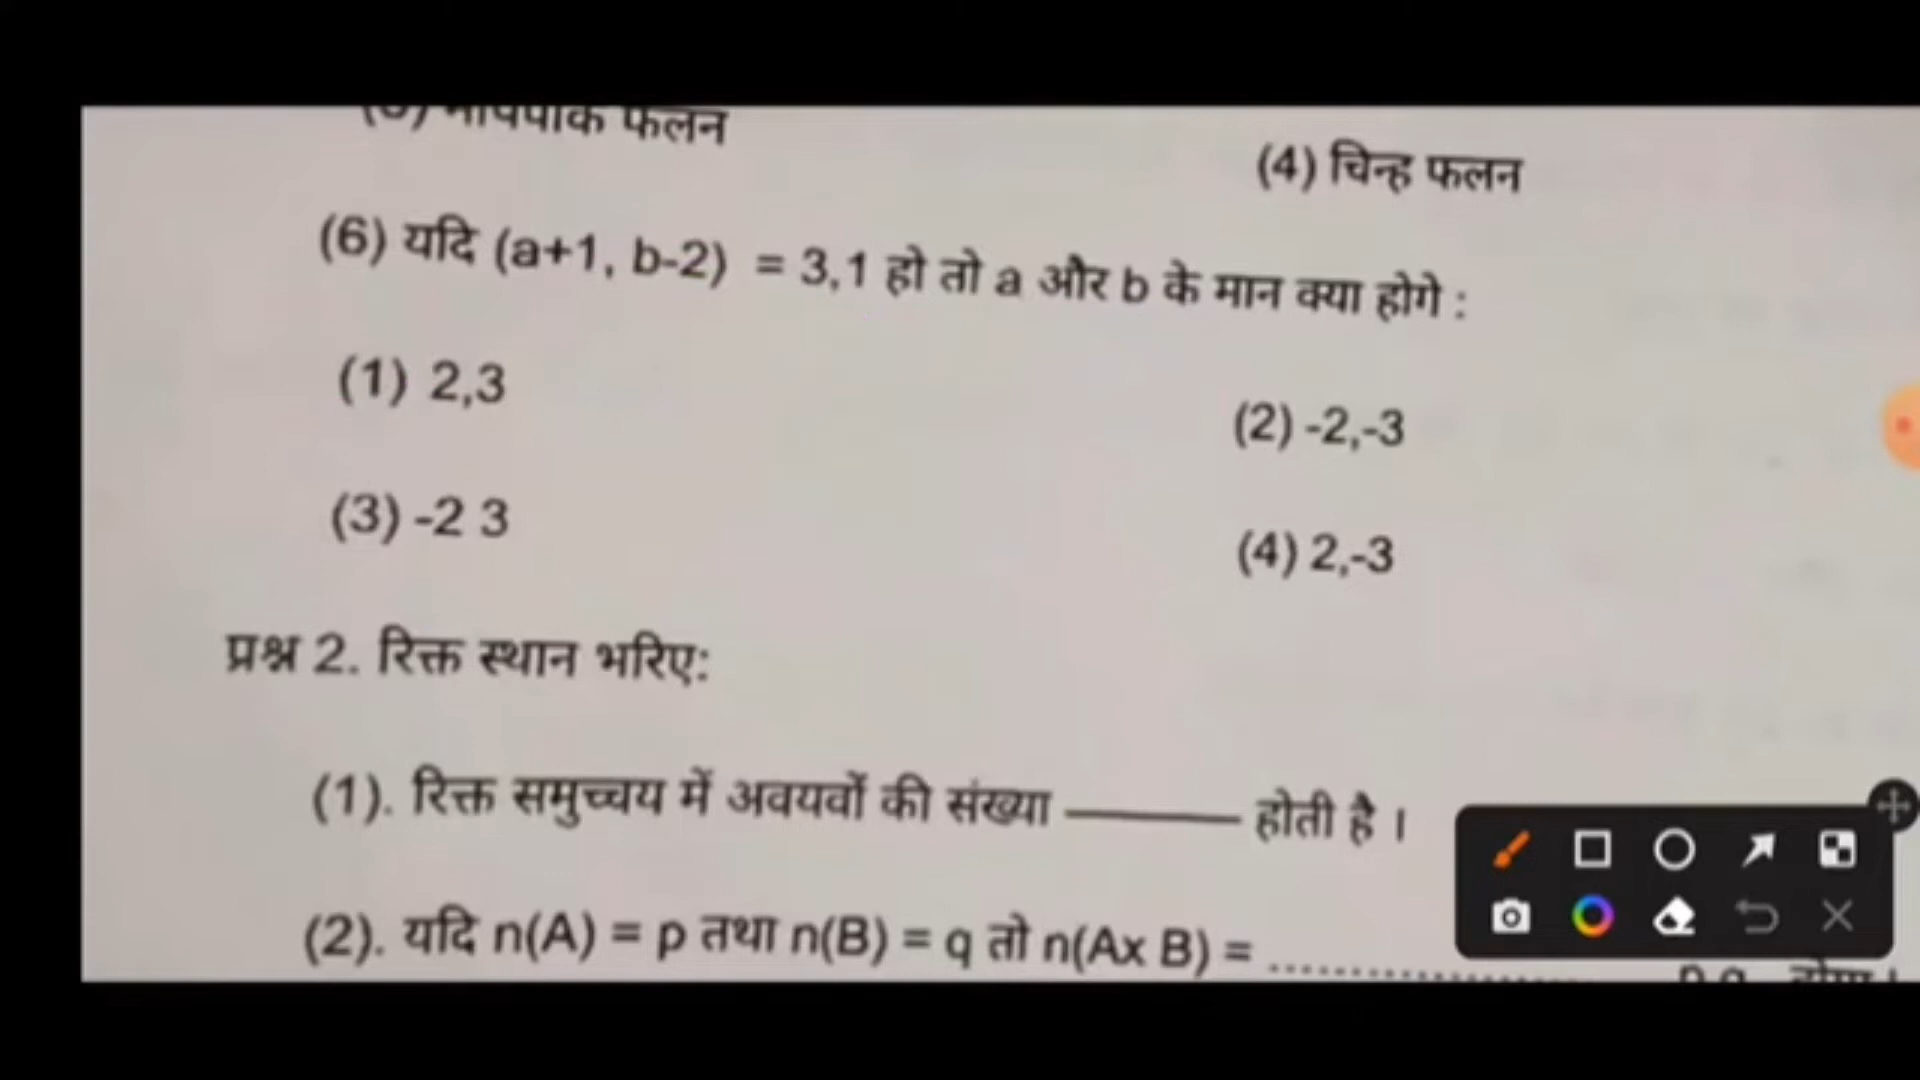 फलन
(4) चिन्ह फलन
(6) यदि (a+1, b-2) = 3,1 हो तो a और b के मान क्या होगे :
(1) 2,3
(2) -2,-3
(3) -2 3
(4) 2,-3
प्रश्न 2. रिक्त स्थान भरिए:
(1). रिक्त समुच्चय में अवयवों की संख्या ——— होती है ।
(2). यदि n(A) = p तथा n(B) = q तो n(Ax B) = ....................